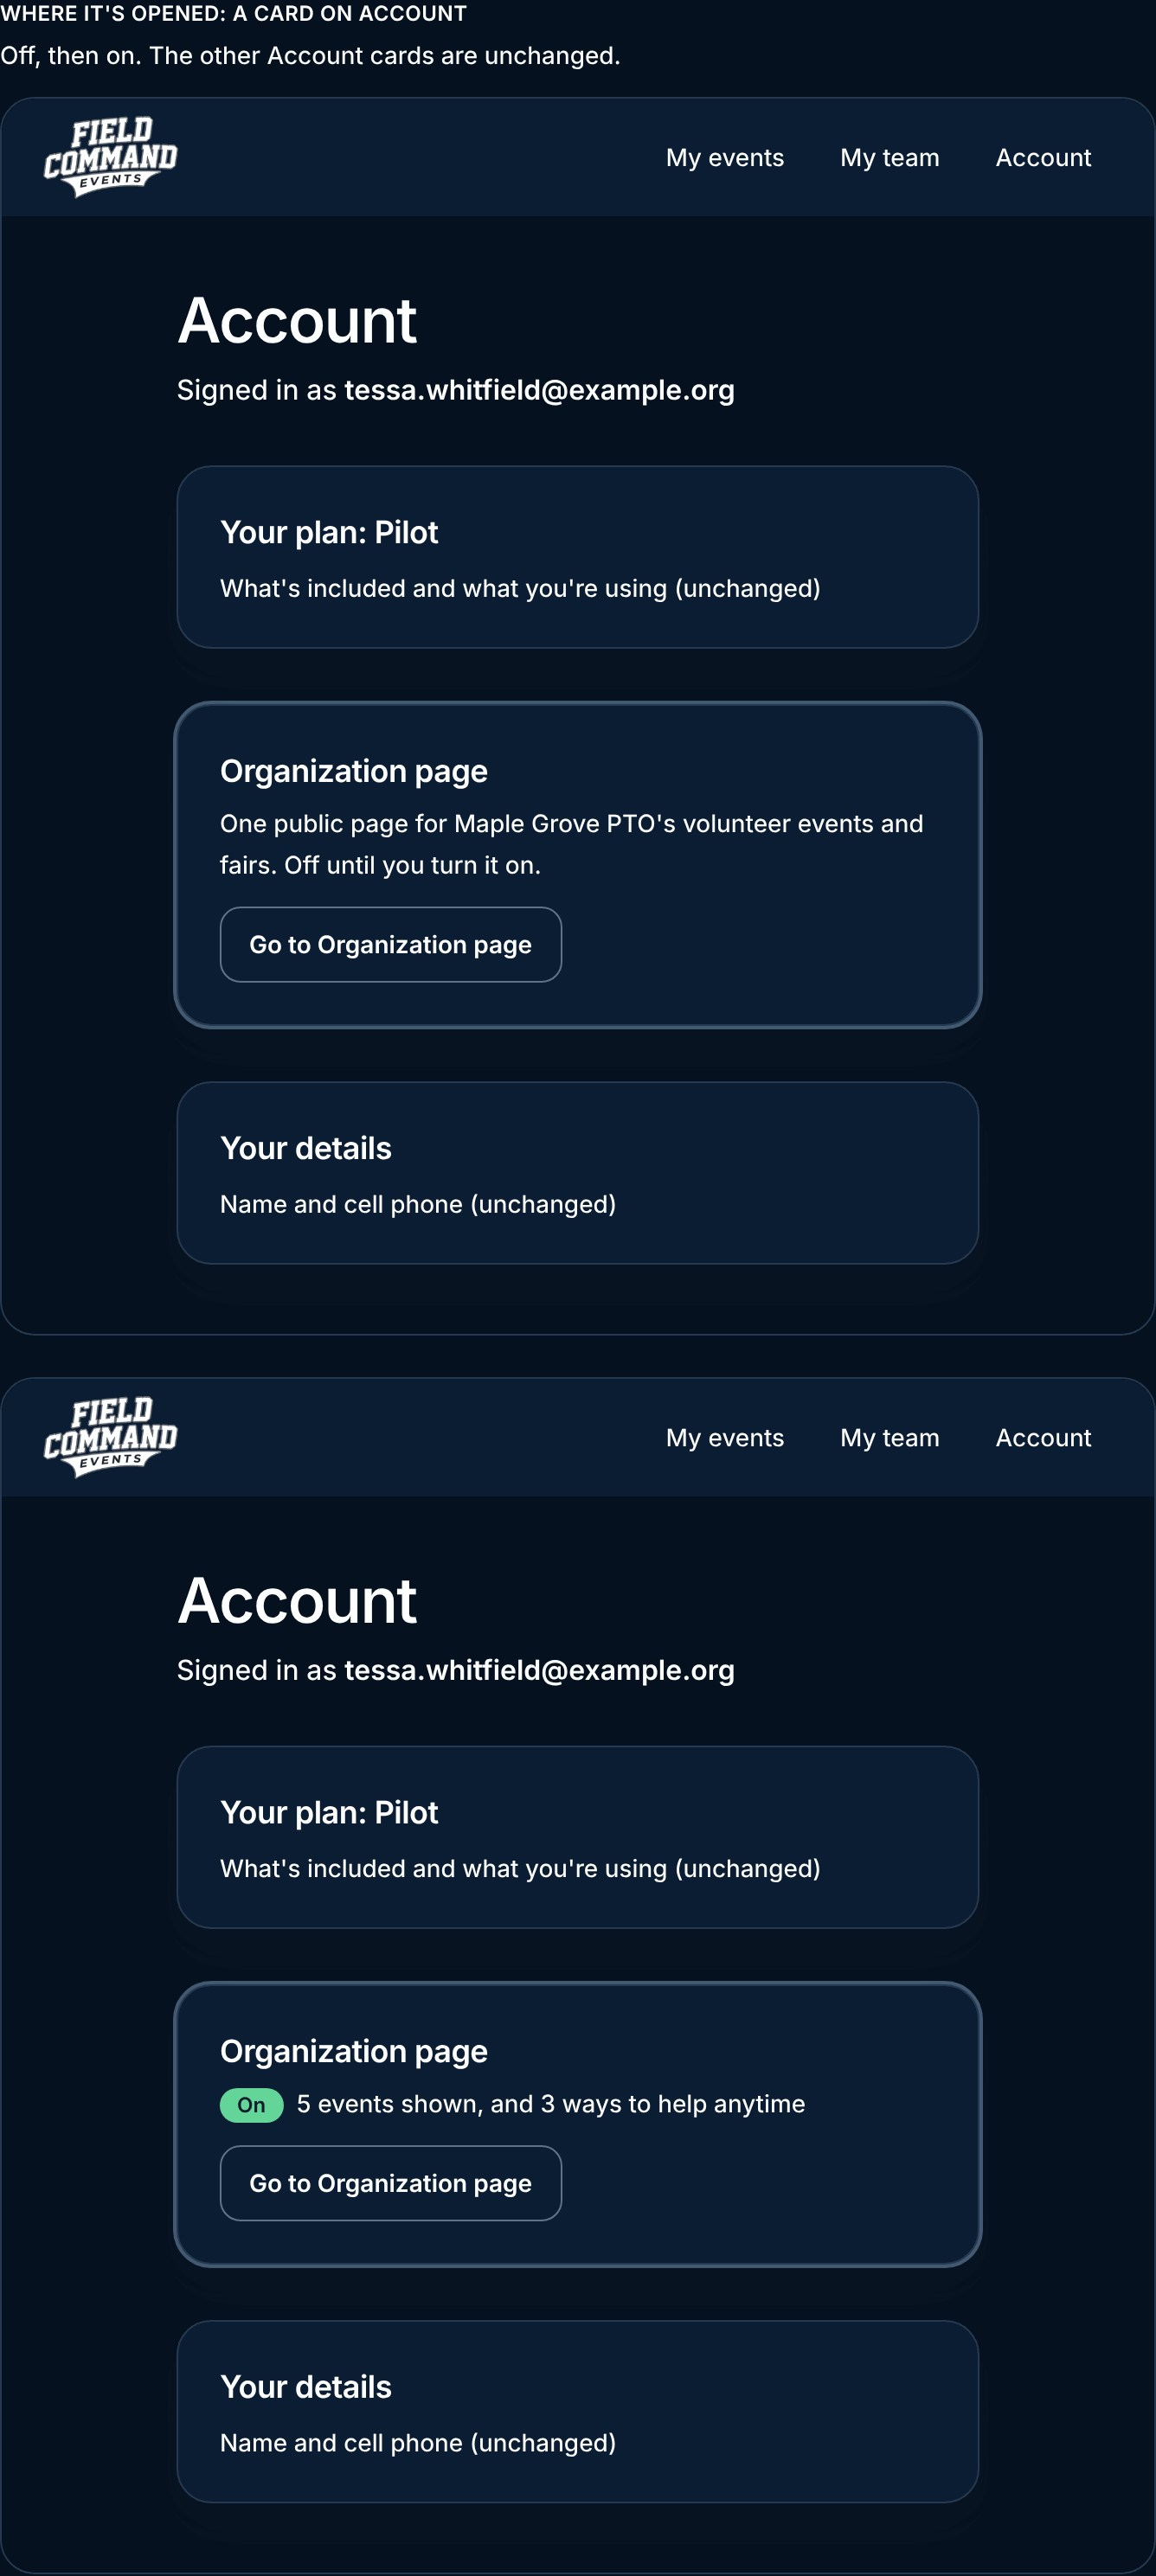 WHERE IT'S OPENED: A CARD ON ACCOUNT
Off, then on. The other Account cards are unchanged.
FIELD
COMMAND
EVENTS
My events My team Account
Account
Signed in as tessa.whitfield@example.org
Your plan: Pilot
What's included and what you're using (unchanged)
Organization page
One public page for Maple Grove PTO's volunteer events and
fairs. Off until you turn it on.
Go to Organization page
Your details
Name and cell phone (unchanged)
FIELD
COMMAND
EVENTS
My events My team Account
Account
Signed in as tessa.whitfield@example.org
Your plan: Pilot
What's included and what you're using (unchanged)
Organization page
On 5 events shown, and 3 ways to help anytime
Go to Organization page
Your details
Name and cell phone (unchanged)